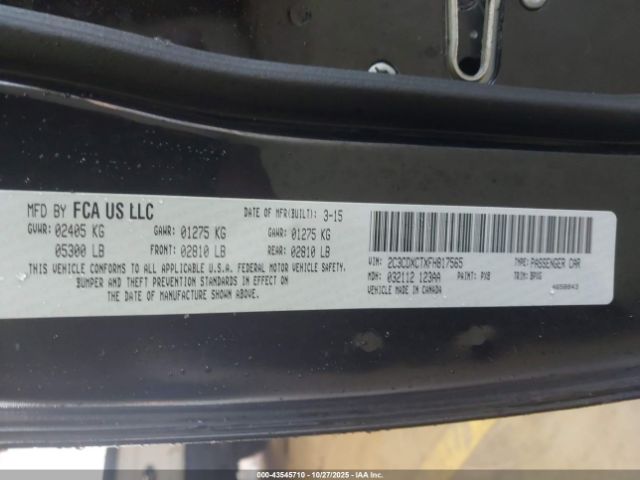 MFD BY FCA US LLC DATE OF MFR(BUILT): 3-15
GVWR: 02405 KG GAWR: 01275 KG GAWR: 01275 KG
05300 LB FRONT: 02810 LB REAR: 02810 LB
THIS VEHICLE CONFORMS TO ALL APPLICABLE U.S.A. FEDERAL MOTOR VEHICLE SAFETY,
BUMPER AND THEFT PREVENTION STANDARDS IN EFFECT ON
THE DATE OF MANUFACTURE SHOWN ABOVE.
VIN: 2C3CDXCTXFH817565 TYPE: PASSENGER CAR
MDH: 032112 123AA PAINT: PX8 TRIM:
VEHICLE MADE IN CANADA
000-43545710 10/27/2025 - IAA Inc.